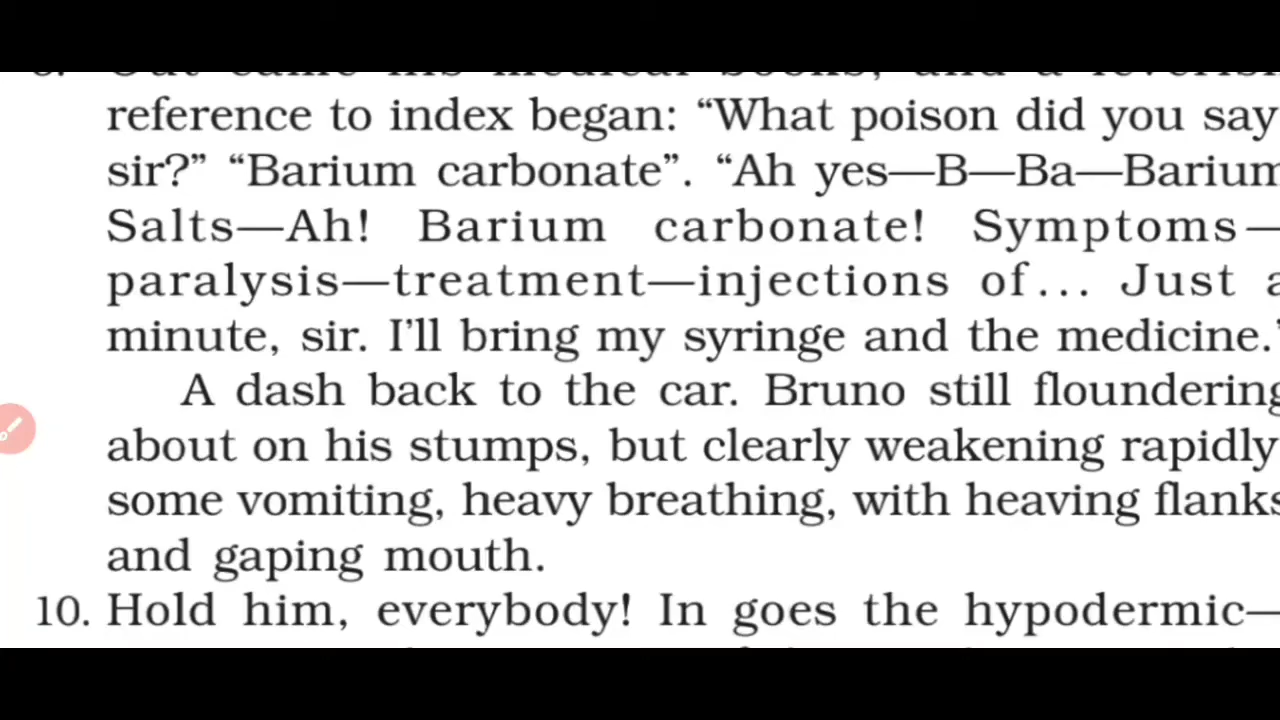 reference to index began: “What poison did you say
sir?” “Barium carbonate”. “Ah yes—B—Ba—Barium
Salts—Ah! Barium carbonate! Symptoms—
paralysis—treatment—injections of... Just a
minute, sir. I’ll bring my syringe and the medicine.’
A dash back to the car. Bruno still floundering
about on his stumps, but clearly weakening rapidly
some vomiting, heavy breathing, with heaving flanks
and gaping mouth.
10. Hold him, everybody! In goes the hypodermic—